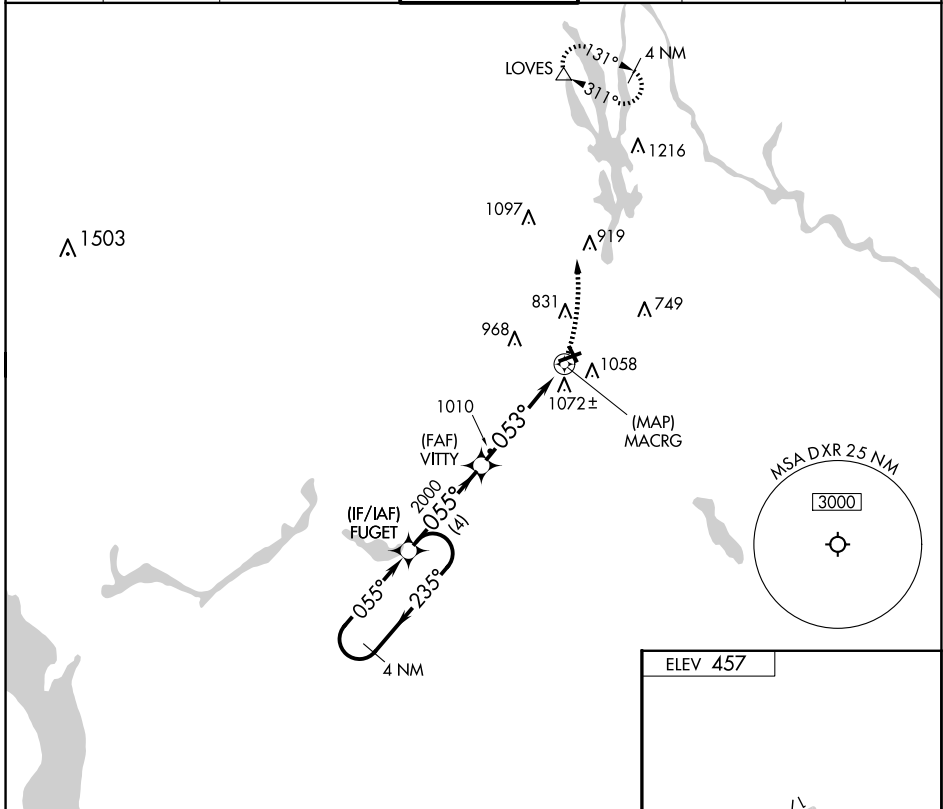 131°
4 NM
LOVES
311°
1216
1097
1503
919
831
749
968
1058
1072±
1010
053°
(MAP)
MACRG
(FAF)
VITTY
MSA DXR 25 NM
2000
055°
(4)
3000
(IF/IAF)
FUGET
055°
235°
4 NM
ELEV 457